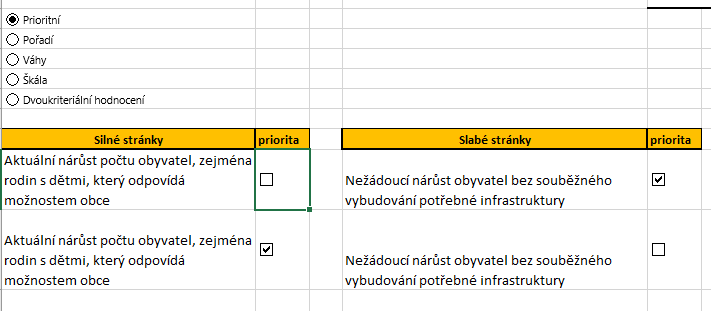 Prioritní
Pořadí
Váhy
Škála
Dvoukriteriální hodnocení
Silné stránky
priorita
Slabé stránky
priorita
Aktuální nárůst počtu obyvatel, zejména
rodin s dětmi, který odpovídá
možnostem obce
Nežádoucí nárůst obyvatel bez souběžného
vybudování potřebné infrastruktury
Aktuální nárůst počtu obyvatel, zejména
rodin s dětmi, který odpovídá
možnostem obce
Nežádoucí nárůst obyvatel bez souběžného
vybudování potřebné infrastruktury